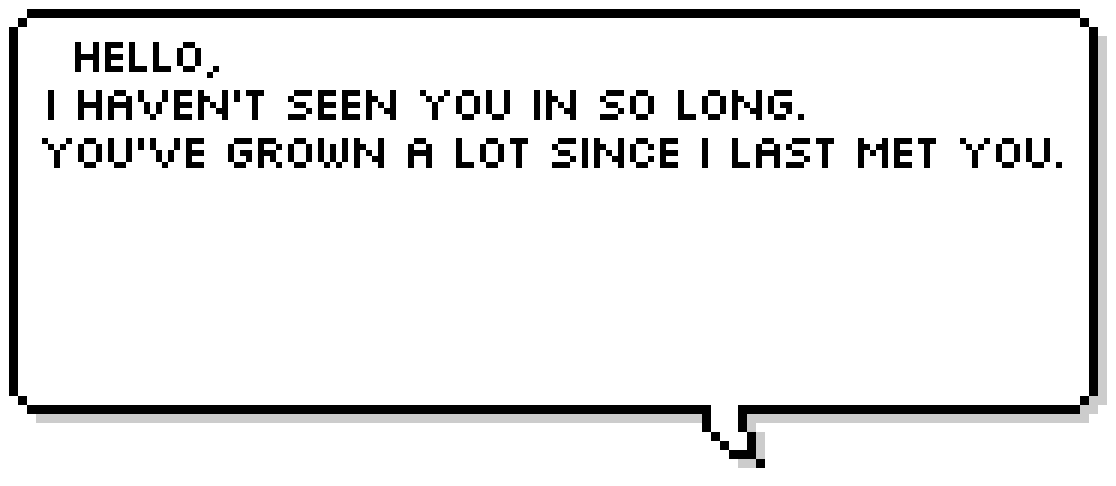 HELLO,
I HAVEN'T SEEN YOU IN SO LONG.
YOU'VE GROWN A LOT SINCE I LAST MET YOU.